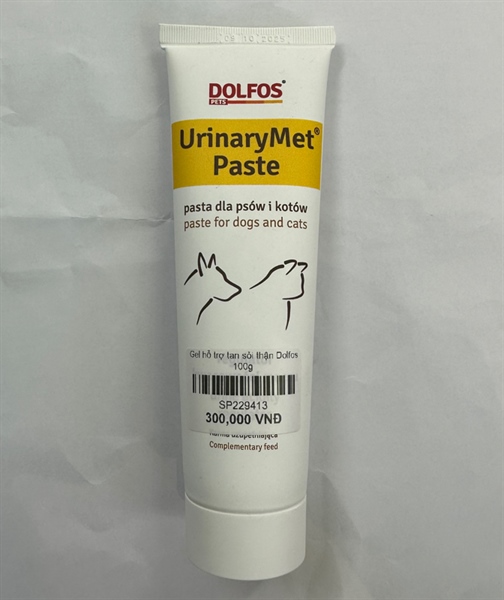 DOLFOS®
PETS
UrinaryMet®
Paste
pasta dla psów i kotów
paste for dogs and cats
Gel hỗ trợ tan sỏi thận Dolfos
100g
SP229413
300,000 VNĐ
Complementary feed